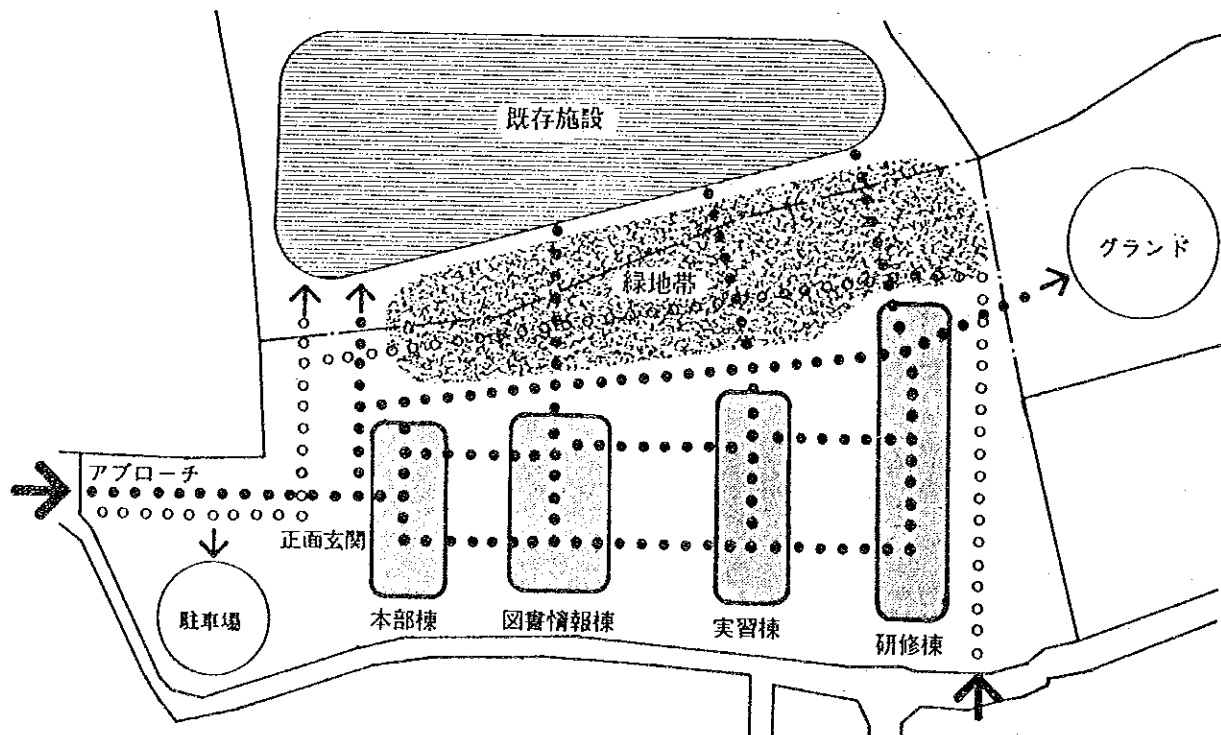 既存施設
緑地帯
グランド
アプローチ
正面玄関
駐車場
本部棟
図書情報棟
実習棟
研修棟